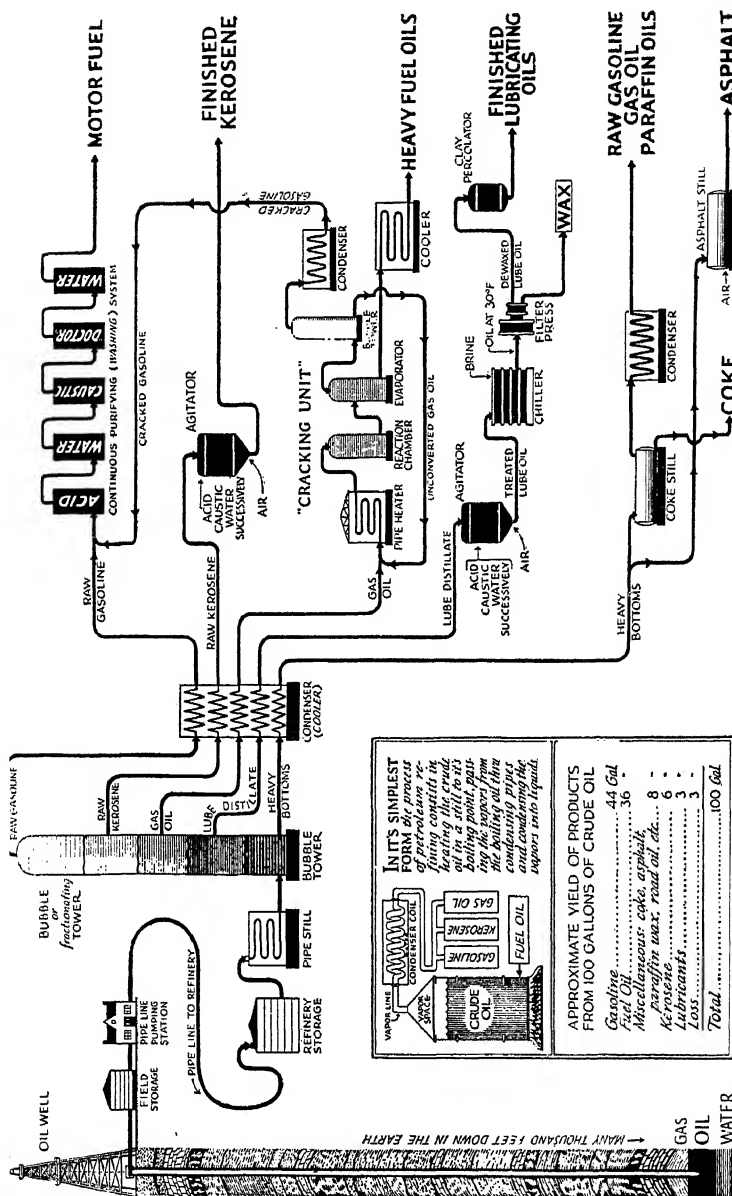 OIL WELL
FIELD
STORAGE
PIPE LINE
PUMPING
STATION
PIPE LINE TO REFINERY
REFINERY
STORAGE
PIPE STILL
MANY THOUSAND FEET DOWN IN THE EARTH
GAS
OIL
WATER
BUBBLE
or
fractionating
TOWER
BUBBLE
TOWER
RAW GASOLINE
RAW
KEROSENE
GAS
OIL
LUBE
DISTILLATE
HEAVY
BOTTOMS
CONDENSER
(COOLER)
RAW
GASOLINE
ACID
WATER
CAUSTIC
"DOCTOR"
WATER
CONTINUOUS PURIFYING (WASHING) SYSTEM
MOTOR FUEL
CRACKED GASOLINE
CRACKED
GASOLINE
RAW KEROSENE
ACID
CAUSTIC
WATER
SUCCESSIVELY
AGITATOR
AIR
FINISHED
KEROSENE
GAS
OIL
"CRACKING UNIT"
PIPE HEATER
REACTION
CHAMBER
EVAPORATOR
BUBBLE
TOWER
CONDENSER
UNCONVERTED GAS OIL
COOLER
HEAVY FUEL OILS
LUBE DISTILLATE
ACID
CAUSTIC
WATER
SUCCESSIVELY
AGITATOR
AIR
TREATED
LUBE OIL
BRINE
CHILLER
OIL AT 30°F
FILTER
PRESS
WAX
DEWAXED
LUBE OIL
CLAY
PERCOLATOR
FINISHED
LUBRICATING
OILS
HEAVY
BOTTOMS
COKE STILL
CONDENSER
RAW GASOLINE
GAS OIL
PARAFFIN OILS
COKE
AIR
ASPHALT STILL
ASPHALT
VAPOR LINE
CONDENSER COIL
VAPOR
SPACE
CRUDE
OIL
GASOLINE
KEROSENE
GAS OIL
FUEL OIL
IN IT'S SIMPLEST
FORM the process
of petroleum re-
fining consists in
heating the crude
oil in a still to it's
boiling point, pass-
ing the vapors from
the boiling oil thru
condensing pipes
and condensing the
vapors into liquids.
APPROXIMATE YIELD OF PRODUCTS
FROM 100 GALLONS OF CRUDE OIL
Gasoline.................. 44 Gal
Fuel Oil.................. 36 "
Miscellaneous: coke, asphalt,
paraffin wax, road oil, etc... 8 "
Kerosene.................. 6 "
Lubricants................ 3 "
Loss...................... 3 "
Total..................... 100 Gal.